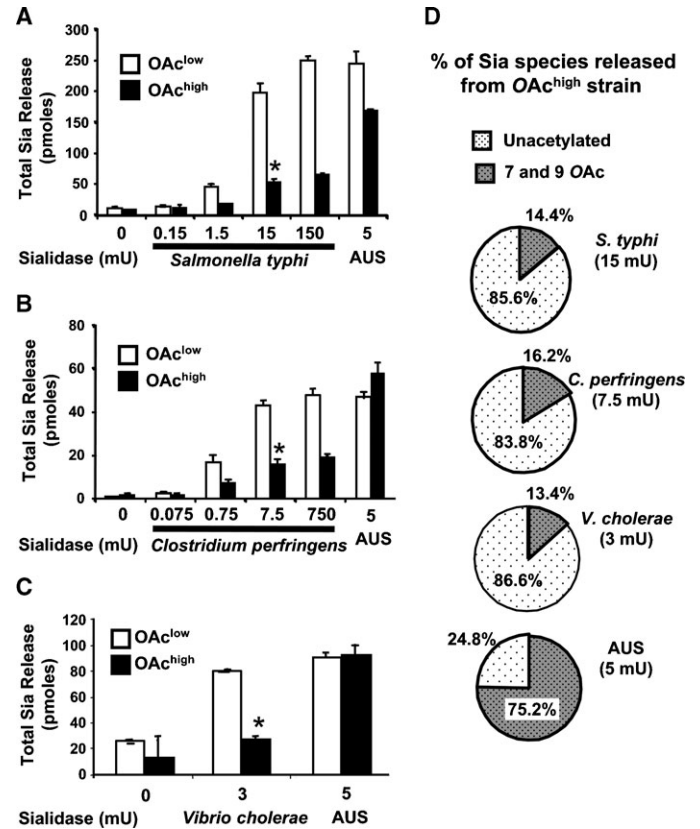 A
Total Sia Release
(pmoles)
300
250
200
150
100
50
0
OAclow
OAchigh
*
0 0.15 1.5 15 150 5
Sialidase (mU) Salmonella typhi AUS
B
Total Sia Release
(pmoles)
80
60
40
20
0
OAclow
OAchigh
*
0 0.075 0.75 7.5 750 5
Sialidase (mU) Clostridium perfringens AUS
C
Total Sia Release
(pmoles)
120
100
80
60
40
20
0
OAclow
OAchigh
*
0 3 5
Sialidase (mU) Vibrio cholerae AUS
D
% of Sia species released
from OAchigh strain
Unacetylated
7 and 9 OAc
14.4%
85.6%
S. typhi
(15 mU)
16.2%
83.8%
C. perfringens
(7.5 mU)
13.4%
86.6%
V. cholerae
(3 mU)
24.8%
75.2%
AUS
(5 mU)